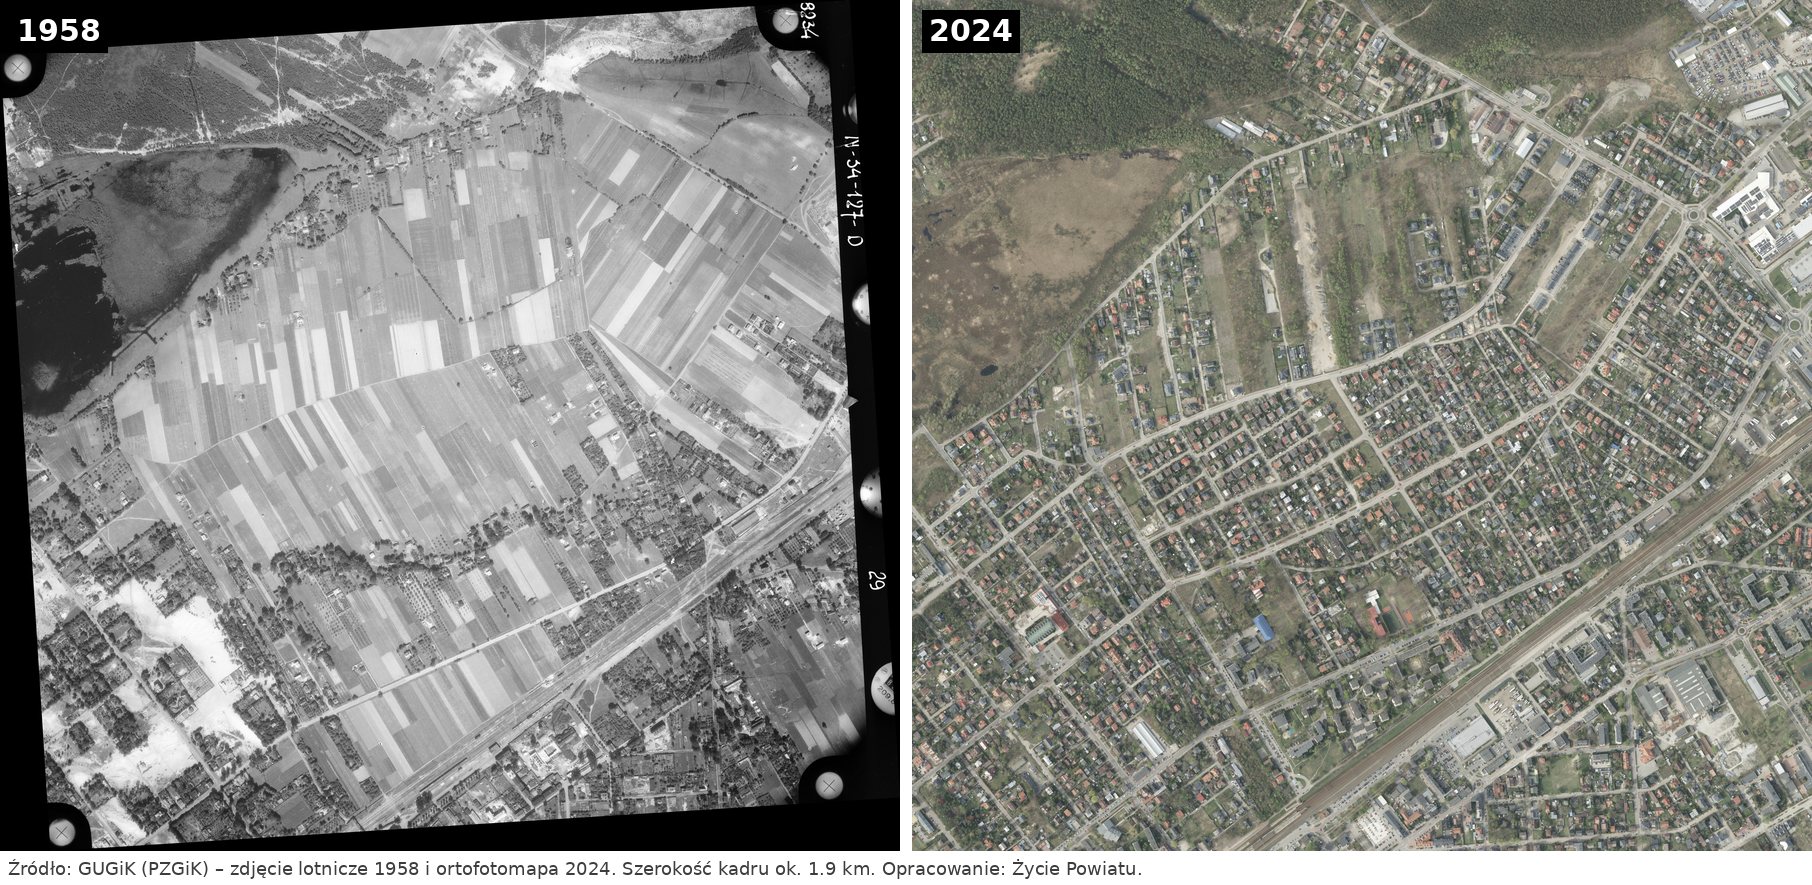 1958
2024
8234
N-34-127 D
29
Źródło: GUGiK (PZGiK) – zdjęcie lotnicze 1958 i ortofotomapa 2024. Szerokość kadru ok. 1.9 km. Opracowanie: Życie Powiatu.